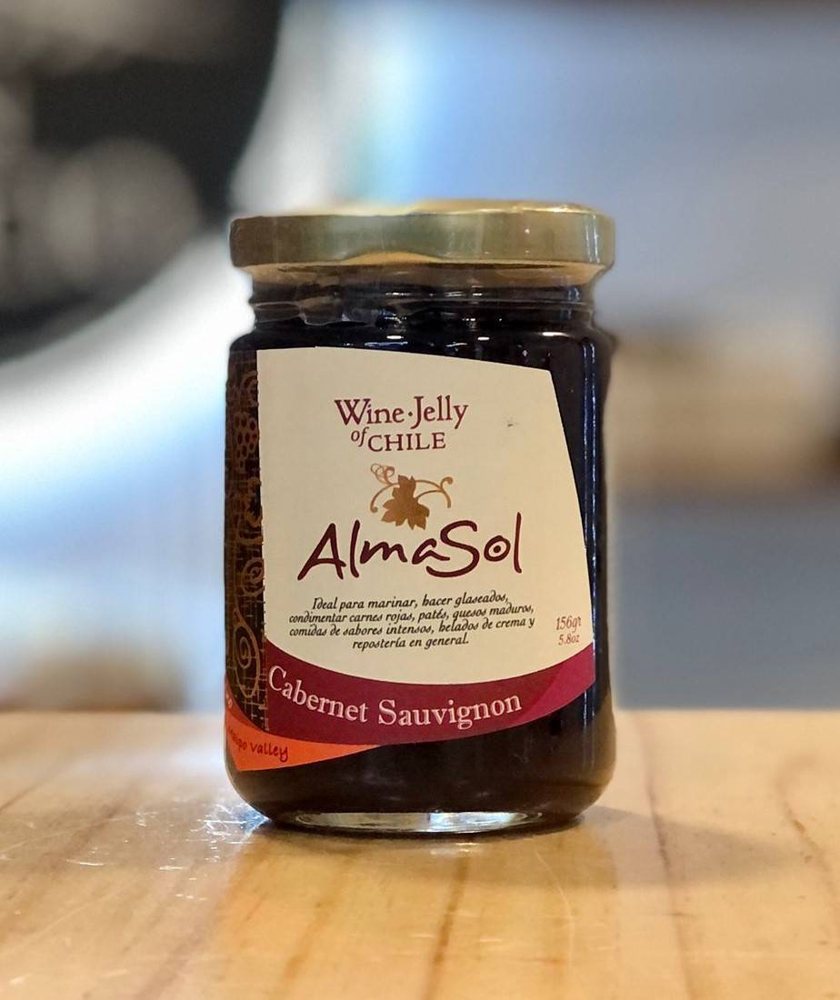 Wine·Jelly
of CHILE
AlmaSol
Ideal para marinar, hacer glaseados,
condimentar carnes rojas, patés, quesos maduros,
comidas de sabores intensos, helados de crema y
repostería en general.
156gr
5.8oz
Cabernet Sauvignon
valley